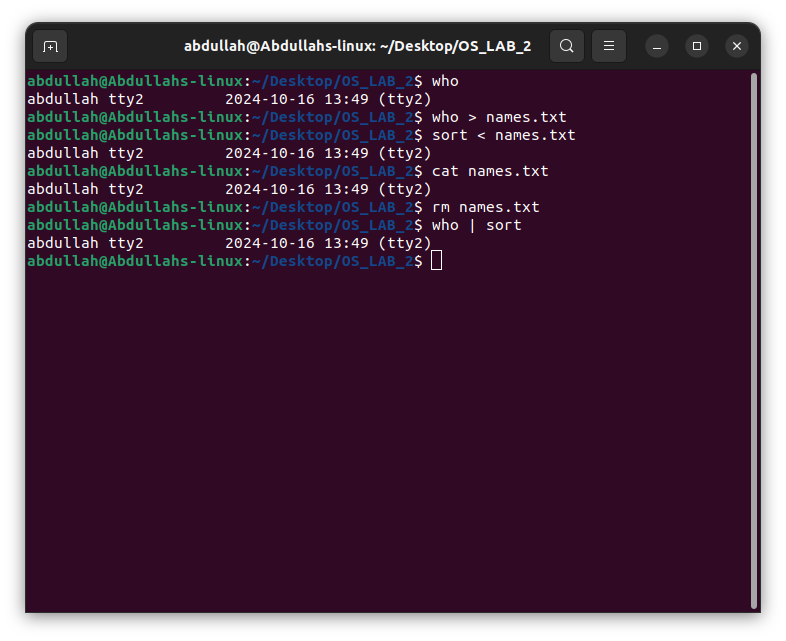 abdullah@Abdullahs-linux: ~/Desktop/OS_LAB_2
abdullah@Abdullahs-linux:~/Desktop/OS_LAB_2$ who
abdullah tty2         2024-10-16 13:49 (tty2)
abdullah@Abdullahs-linux:~/Desktop/OS_LAB_2$ who > names.txt
abdullah@Abdullahs-linux:~/Desktop/OS_LAB_2$ sort < names.txt
abdullah tty2         2024-10-16 13:49 (tty2)
abdullah@Abdullahs-linux:~/Desktop/OS_LAB_2$ cat names.txt
abdullah tty2         2024-10-16 13:49 (tty2)
abdullah@Abdullahs-linux:~/Desktop/OS_LAB_2$ rm names.txt
abdullah@Abdullahs-linux:~/Desktop/OS_LAB_2$ who | sort
abdullah tty2         2024-10-16 13:49 (tty2)
abdullah@Abdullahs-linux:~/Desktop/OS_LAB_2$